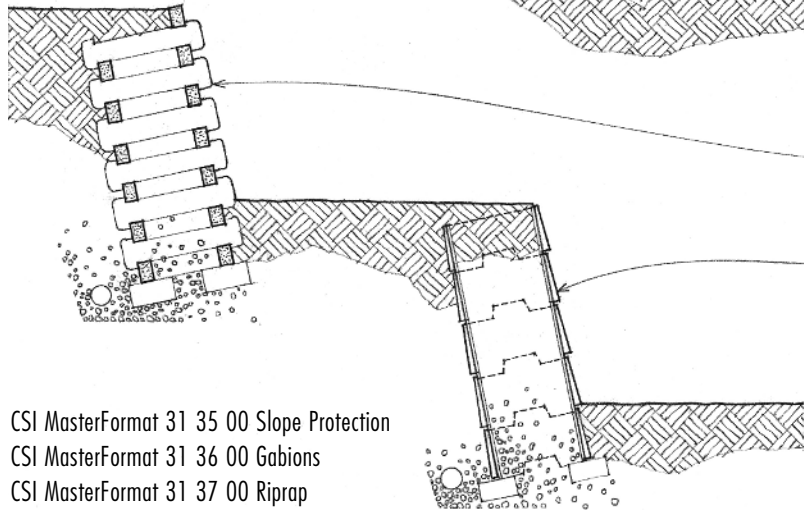 CSI MasterFormat 31 35 00 Slope Protection
CSI MasterFormat 31 36 00 Gabions
CSI MasterFormat 31 37 00 Riprap